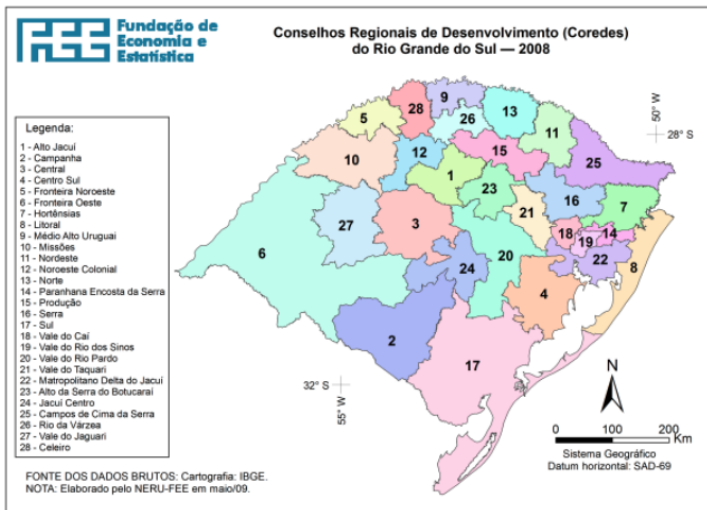 FEE
Fundação de
Economia e
Estatística
Conselhos Regionais de Desenvolvimento (Coredes)
do Rio Grande do Sul — 2008
Legenda:
1 - Alto Jacuí
2 - Campanha
3 - Central
4 - Centro Sul
5 - Fronteira Noroeste
6 - Fronteira Oeste
7 - Hortênsias
8 - Litoral
9 - Médio Alto Uruguai
10 - Missões
11 - Nordeste
12 - Noroeste Colonial
13 - Norte
14 - Paranhana Encosta da Serra
15 - Produção
16 - Serra
17 - Sul
18 - Vale do Caí
19 - Vale do Rio dos Sinos
20 - Vale do Rio Pardo
21 - Vale do Taquari
22 - Matropolitano Delta do Jacuí
23 - Alto da Serra do Botucaraí
24 - Jacuí Centro
25 - Campos de Cima da Serra
26 - Rio da Várzea
27 - Vale do Jaguari
28 - Celeiro
50° W
28° S
9
28
13
5
26
11
10
12
15
25
1
23
16
7
27
3
21
18
14
19
6
20
22
8
24
4
2
17
32° S
55° W
N
0 100 200
Km
Sistema Geográfico
Datum horizontal: SAD-69
FONTE DOS DADOS BRUTOS: Cartografia: IBGE.
NOTA: Elaborado pelo NERU-FEE em maio/09.